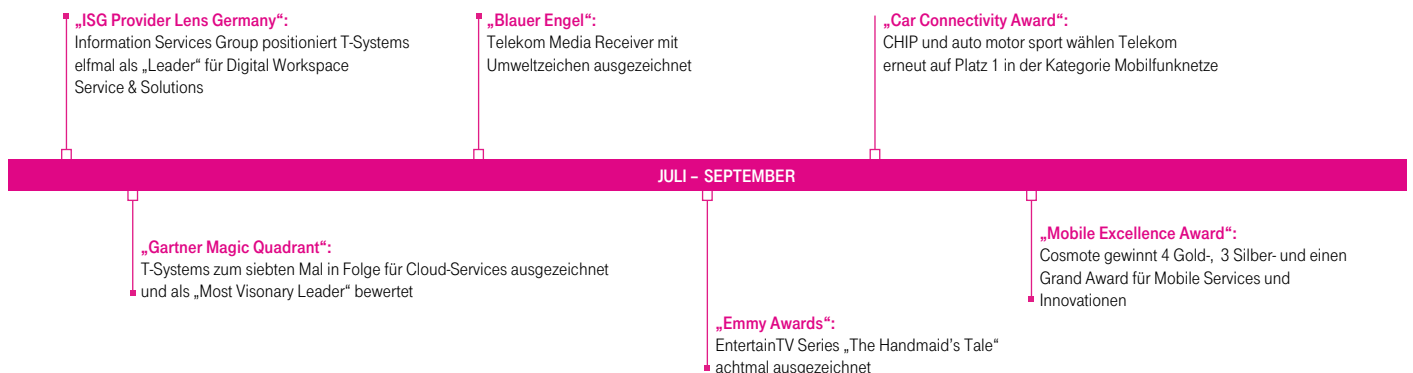 „ISG Provider Lens Germany“:
Information Services Group positioniert T-Systems
elfmal als „Leader“ für Digital Workspace
Service & Solutions
„Blauer Engel“:
Telekom Media Receiver mit
Umweltzeichen ausgezeichnet
„Car Connectivity Award“:
CHIP und auto motor sport wählen Telekom
erneut auf Platz 1 in der Kategorie Mobilfunknetze
JULI – SEPTEMBER
„Gartner Magic Quadrant“:
T-Systems zum siebten Mal in Folge für Cloud-Services ausgezeichnet
und als „Most Visonary Leader“ bewertet
„Emmy Awards“:
EntertainTV Series „The Handmaid’s Tale“
achtmal ausgezeichnet
„Mobile Excellence Award“:
Cosmote gewinnt 4 Gold-, 3 Silber- und einen
Grand Award für Mobile Services und
Innovationen